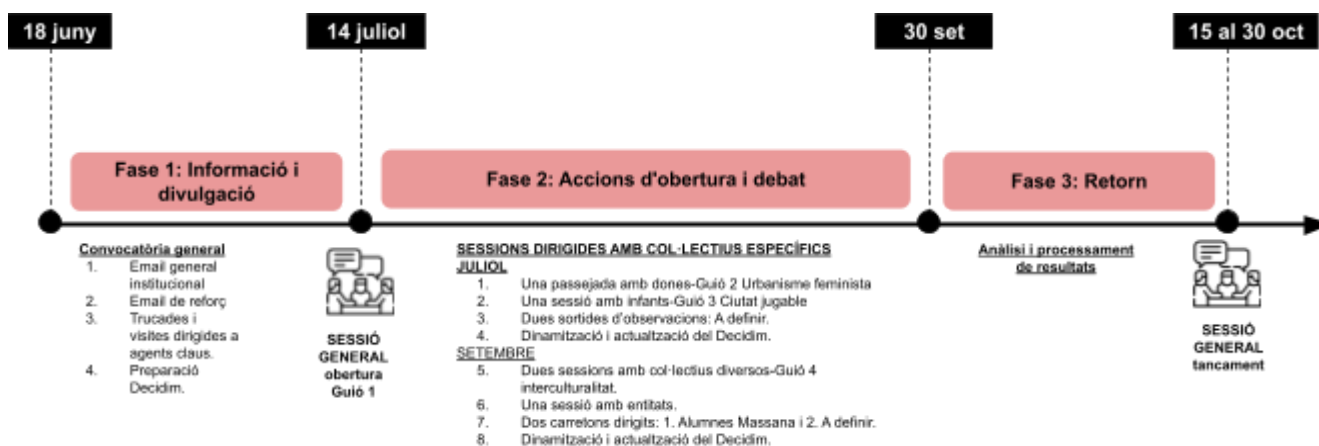 18 juny
14 juliol
30 set
15 al 30 oct
Fase 1: Informació i
divulgació
Fase 2: Accions d'obertura i debat
Fase 3: Retorn
Convocatòria general
1. Email general
institucional
2. Email de reforç
3. Trucades i
visites dirigides a
agents claus.
4. Preparació
Decidim.
SESSIÓ
GENERAL
obertura
Guió 1
SESSIONS DIRIGIDES AMB COL·LECTIUS ESPECÍFICS
JULIOL
1. Una passejada amb dones-Guió 2 Urbanisme feminista
2. Una sessió amb infants-Guió 3 Ciutat jugable
3. Dues sortides d'observacions: A definir.
4. Dinamització i actualtzació del Decidim.
SETEMBRE
5. Dues sessions amb col·lectius diversos-Guió 4
interculturalitat.
6. Una sessió amb entitats.
7. Dos carretons dirigits: 1. Alumnes Massana i 2. A definir.
8. Dinamització i actualtzació del Decidim.
Anàlisi i processament
de resultats
SESSIÓ
GENERAL
tancament